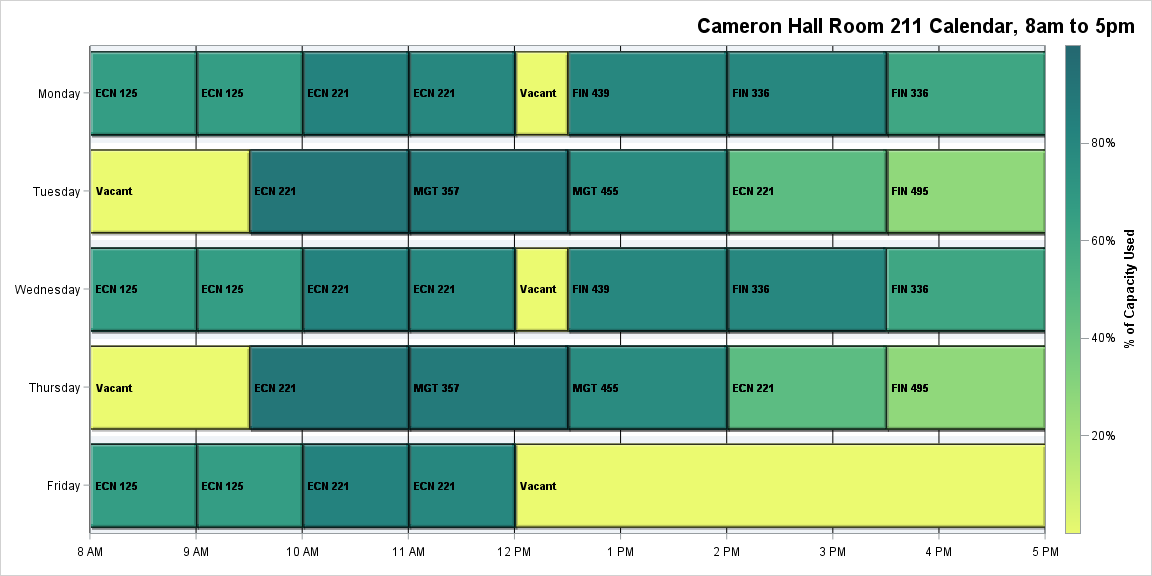 Cameron Hall Room 211 Calendar, 8am to 5pm
Monday ECN 125 ECN 125 ECN 221 ECN 221 Vacant FIN 439 FIN 336 FIN 336
Tuesday Vacant ECN 221 MGT 357 MGT 455 ECN 221 FIN 495
Wednesday ECN 125 ECN 125 ECN 221 ECN 221 Vacant FIN 439 FIN 336 FIN 336
Thursday Vacant ECN 221 MGT 357 MGT 455 ECN 221 FIN 495
Friday ECN 125 ECN 125 ECN 221 ECN 221 Vacant
8 AM 9 AM 10 AM 11 AM 12 PM 1 PM 2 PM 3 PM 4 PM 5 PM
80%
60%
40%
20%
% of Capacity Used